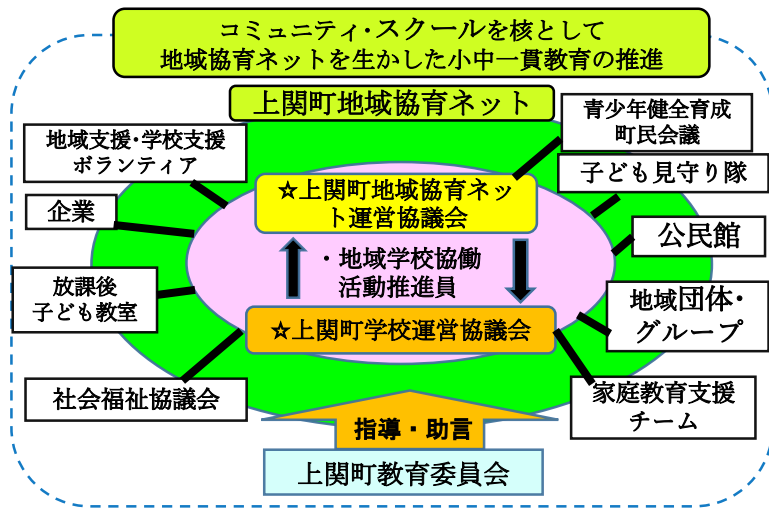 コミュニティ・スクールを核として
地域協育ネットを生かした小中一貫教育の推進
上関町地域協育ネット
地域支援・学校支援
ボランティア
企業
放課後
子ども教室
社会福祉協議会
青少年健全育成
町民会議
子ども見守り隊
公民館
地域団体・
グループ
家庭教育支援
チーム
☆上関町地域協育ネッ
ト運営協議会
・地域学校協働
活動推進員
☆上関町学校運営協議会
指導・助言
上関町教育委員会